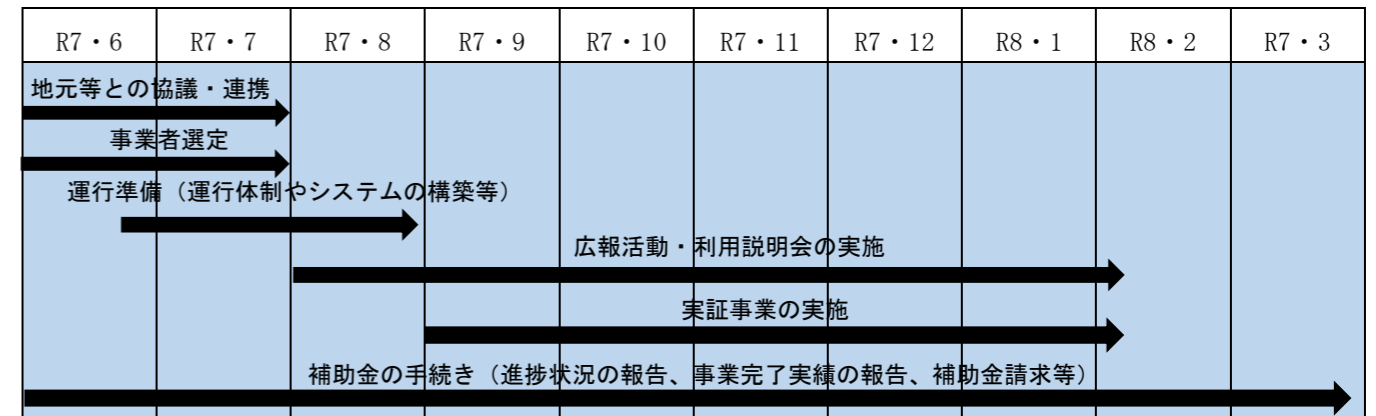 R7・6 R7・7 R7・8 R7・9 R7・10 R7・11 R7・12 R8・1 R8・2 R7・3
地元等との協議・連携
事業者選定
運行準備（運行体制やシステムの構築等）
広報活動・利用説明会の実施
実証事業の実施
補助金の手続き（進捗状況の報告、事業完了実績の報告、補助金請求等）